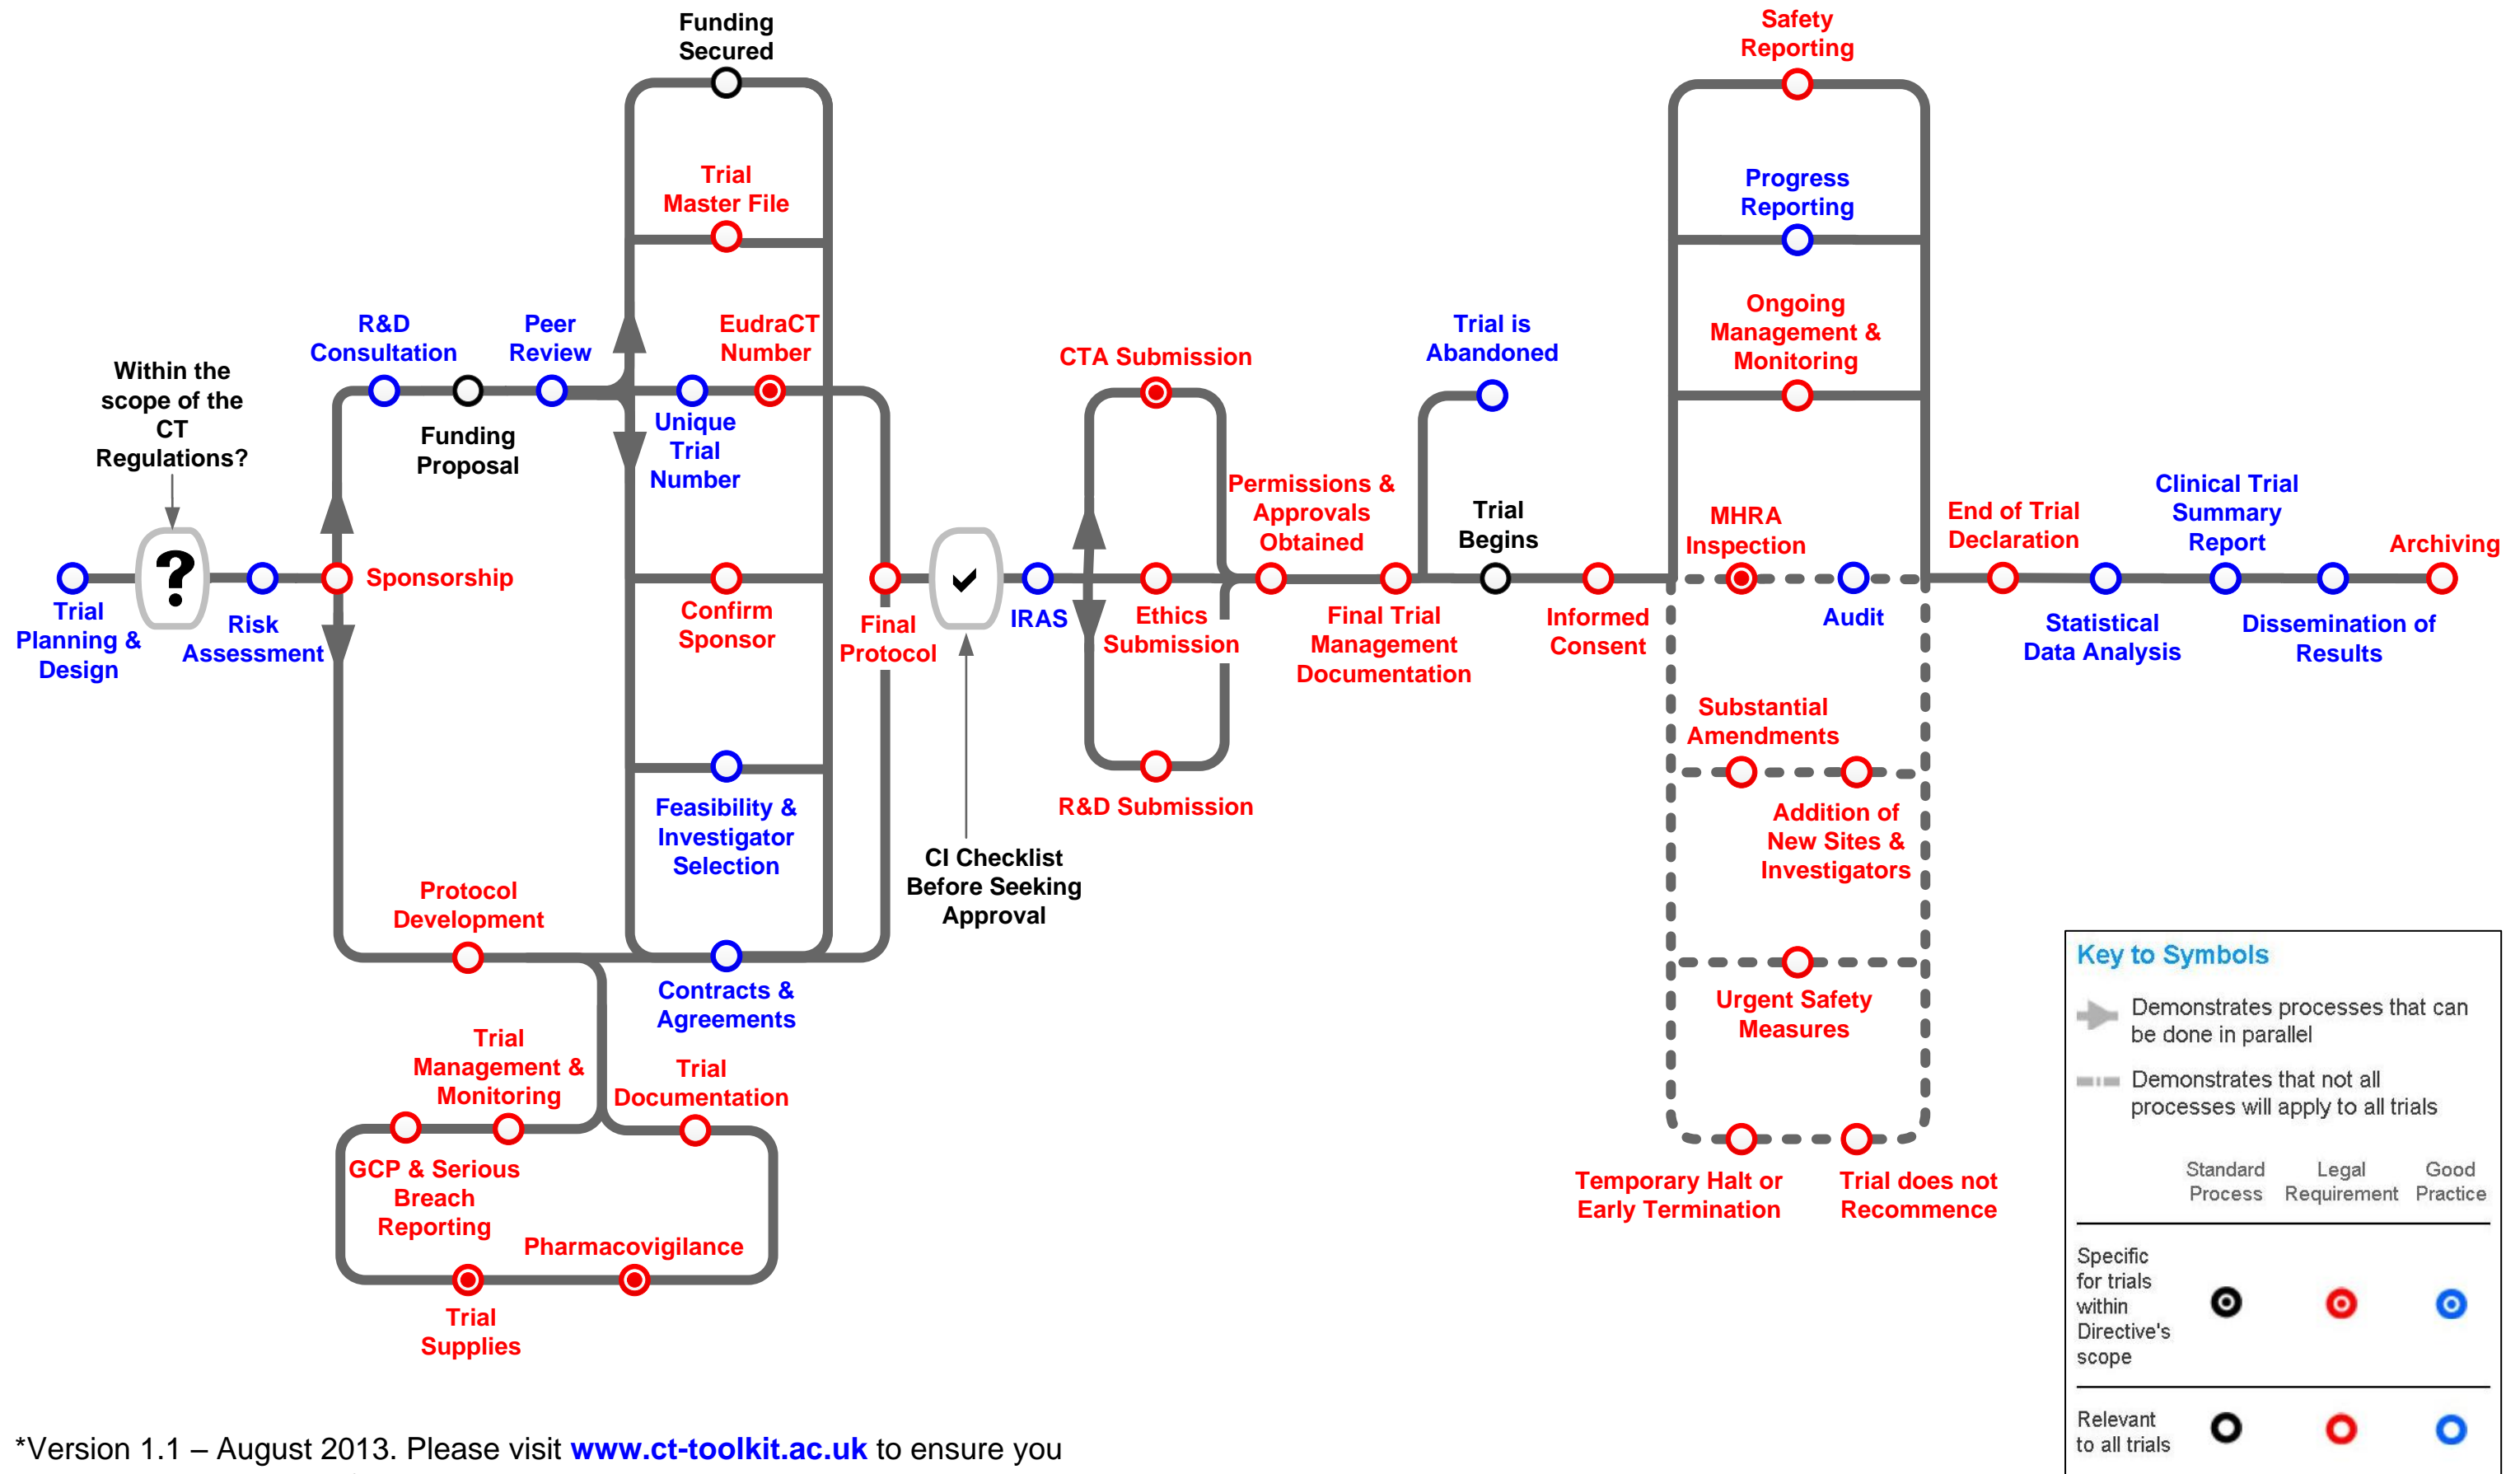 Funding
Secured
Safety
Reporting
Trial
Master File
Progress
Reporting
R&D
Consultation
Peer
Review
EudraCT
Number
Ongoing
Management &
Monitoring
Trial is
Abandoned
CTA Submission
Within the
scope of the
CT
Regulations?
Funding
Proposal
Unique
Trial
Number
Permissions &
Approvals
Obtained
Trial
Begins
MHRA
Inspection
End of Trial
Declaration
Clinical Trial
Summary
Report
Archiving
?
Sponsorship
Trial
Planning &
Design
Risk
Assessment
Confirm
Sponsor
Final
Protocol
IRAS
Ethics
Submission
Final Trial
Management
Documentation
Informed
Consent
Audit
Statistical
Data Analysis
Dissemination of
Results
Substantial
Amendments
Feasibility &
Investigator
Selection
R&D Submission
Addition of
New Sites &
Investigators
CI Checklist
Before Seeking
Approval
Protocol
Development
Contracts &
Agreements
Urgent Safety
Measures
Trial
Management &
Monitoring
Trial
Documentation
GCP & Serious
Breach
Reporting
Pharmacovigilance
Trial
Supplies
Temporary Halt or
Early Termination
Trial does not
Recommence
Key to Symbols
Demonstrates processes that can
be done in parallel
Demonstrates that not all
processes will apply to all trials
Standard
Process
Legal
Requirement
Good
Practice
Specific
for trials
within
Directive's
scope
Relevant
to all trials
*Version 1.1 – August 2013. Please visit www.ct-toolkit.ac.uk to ensure you